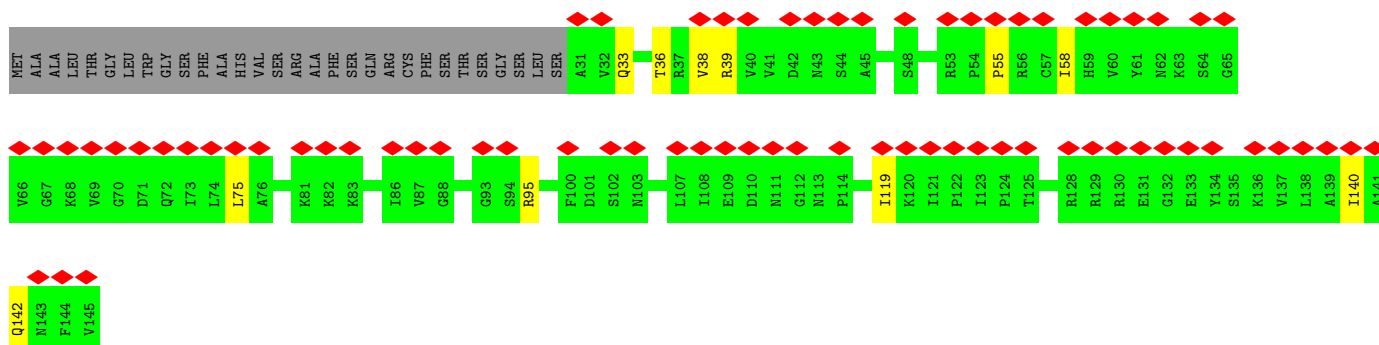 MET ALA ALA LEU THR GLY LEU TRP GLY SER PHE ALA HIS VAL SER ARG ALA PHE SER GLN ARG CYS PHE SER THR SER GLY SER LEU SER A31 V32 Q33 T36 R37 V38 R39 V40 V41 D42 N43 S44 A45 S48 R53 P54 P55 R56 C57 I58 H59 V60 Y61 N62 K63 S64 G65
V66 G67 K68 V69 G70 D71 Q72 I73 L74 L75 A76 K81 K82 K83 I86 V87 G88 G93 S94 R95 F100 D101 S102 N103 L107 I108 E109 D110 N111 G112 N113 P114 I119 K120 I121 P122 I123 P124 T125 R128 R129 R130 E131 G132 E133 Y134 S135 K136 V137 L138 A139 I140 A141
Q142 N143 F144 V145